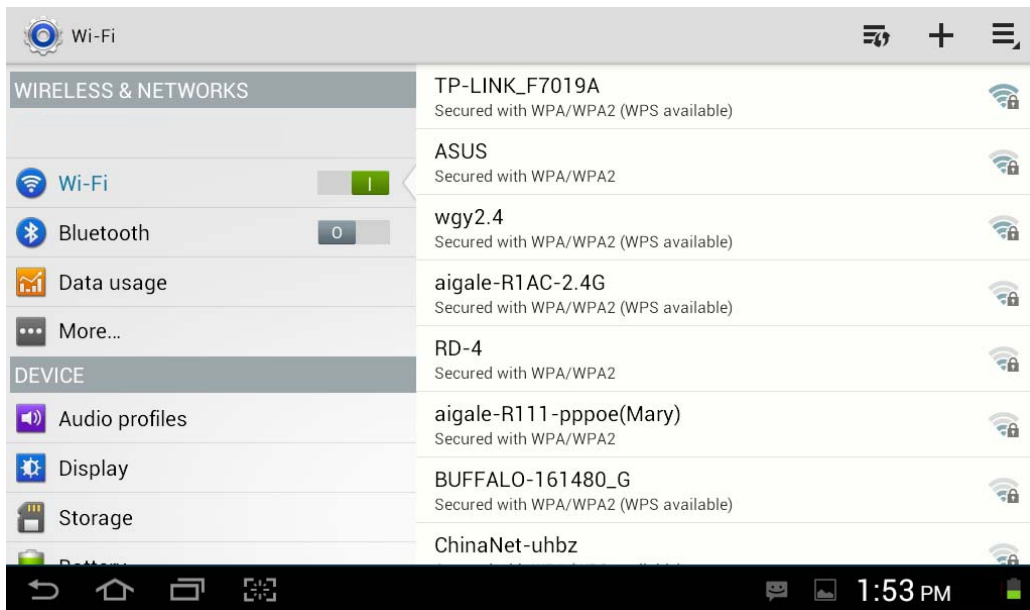 Wi-Fi
WIRELESS & NETWORKS
Wi-Fi
Bluetooth
Data usage
More...
DEVICE
Audio profiles
Display
Storage
Battery
TP-LINK_F7019A
Secured with WPA/WPA2 (WPS available)
ASUS
Secured with WPA/WPA2
wgy2.4
Secured with WPA/WPA2 (WPS available)
aigale-R1AC-2.4G
Secured with WPA/WPA2 (WPS available)
RD-4
Secured with WPA/WPA2
aigale-R111-pppoe(Mary)
Secured with WPA/WPA2
BUFFALO-161480_G
Secured with WPA/WPA2 (WPS available)
ChinaNet-uhbz
1:53 PM